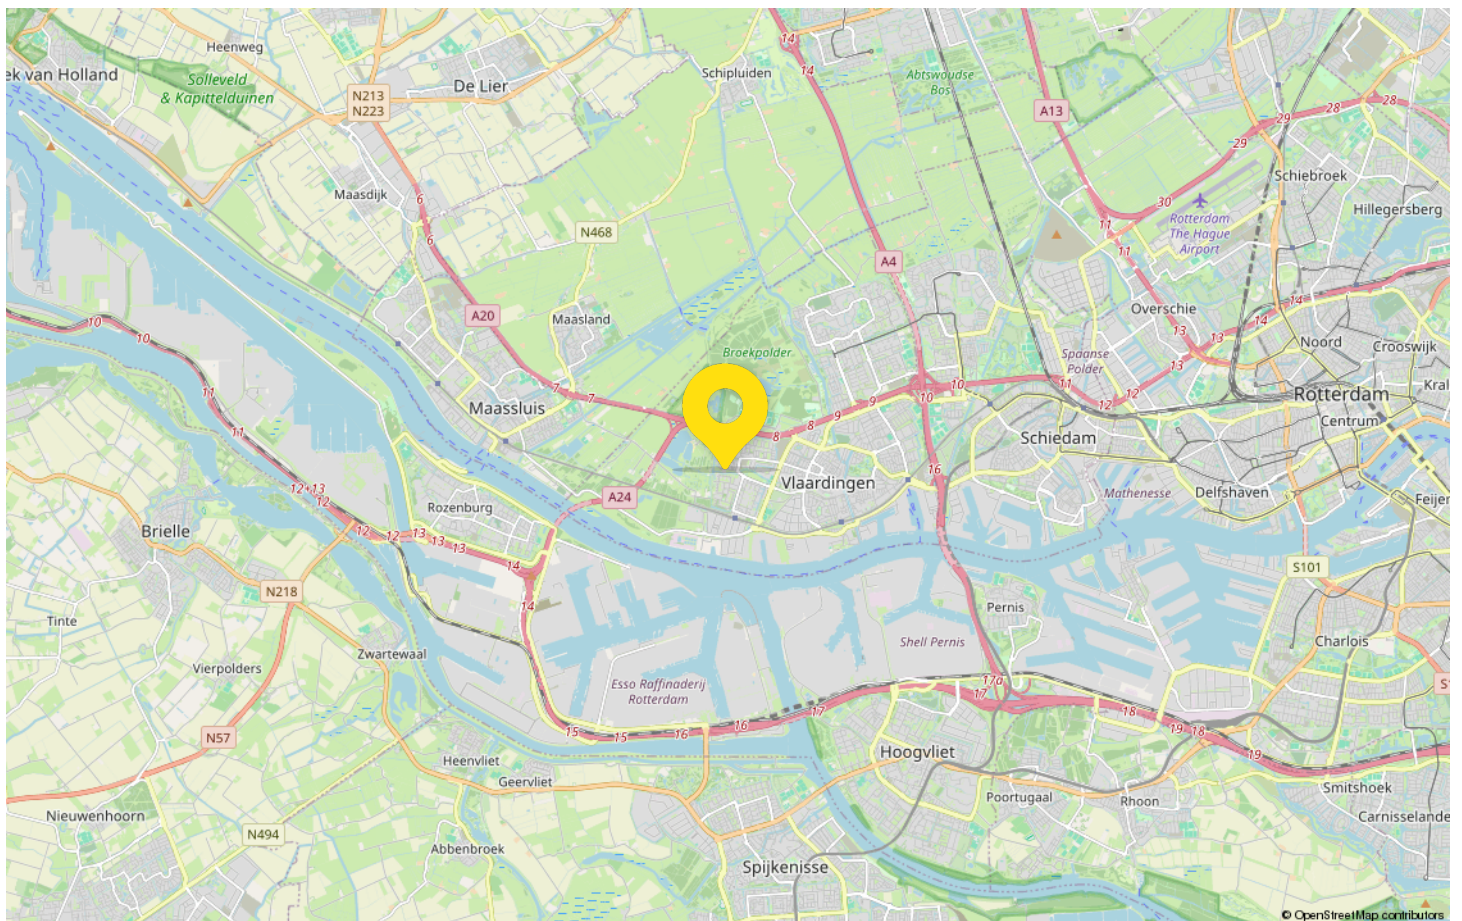 Heenweg
ek van Holland
Solleveld
& Kapittelduinen
N213
N223
De Lier
Schipluiden
14
14
Abtswoudse
Bos
A13
28
28
29
29
Schiebroek
Maasdijk
6
6
N468
30
Rotterdam
The Hague
Airport
Hillegersberg
11
11
A4
A20
Maasland
10
10
Overschie
13
13
14
14
Noord
Crooswijk
Broekpolder
Spaanse
Polder
7
7
10
10
11
12
12
13
Kral
Rotterdam
Centrum
11
11
Maassluis
8
8
9
9
Schiedam
16
Vlaardingen
Mathenesse
Delfshaven
Feijen
12+13
12
A24
Rozenburg
Brielle
12
12
13
13
13
14
14
S101
N218
Pernis
Tinte
Charlois
Shell Pernis
Zwartewaal
Vierpolders
Esso Raffinaderij
Rotterdam
17a
17
17
18
18
19
19
S1
N57
15
15
16
16
Hoogvliet
Heenvliet
Geervliet
Poortugaal
Rhoon
Smitshoek
Nieuwenhoorn
Carnisselande
N494
Abbenbroek
Spijkenisse
© OpenStreetMap contributors